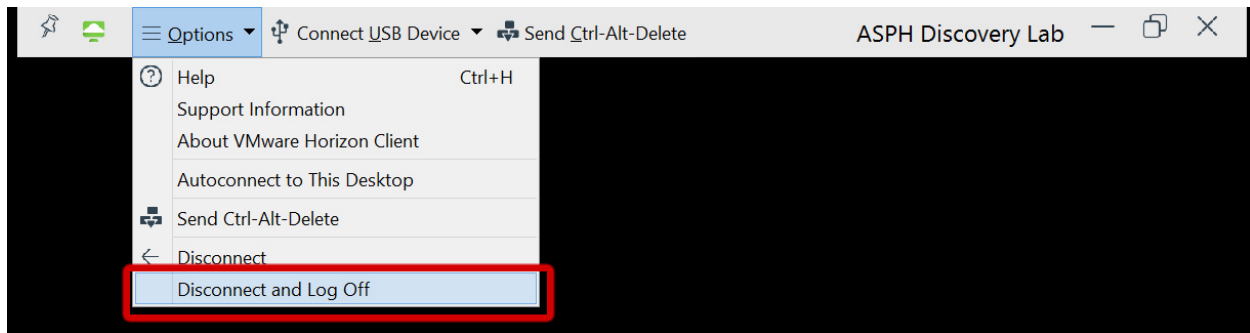 Options Connect USB Device Send Ctrl-Alt-Delete ASPH Discovery Lab
Help Ctrl+H
Support Information
About VMware Horizon Client
Autoconnect to This Desktop
Send Ctrl-Alt-Delete
Disconnect
Disconnect and Log Off